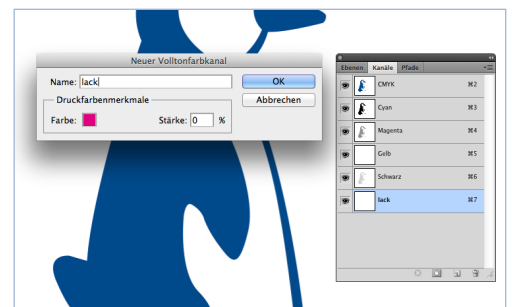 Neuer Volltonfarbkanal
Name: lack
OK
Druckfarbenmerkmale
Abbrechen
Farbe: Stärke: 0 %
Ebenen Kanäle Pfade
CMYK ⌘2
Cyan ⌘3
Magenta ⌘4
Gelb ⌘5
Schwarz ⌘6
lack ⌘7